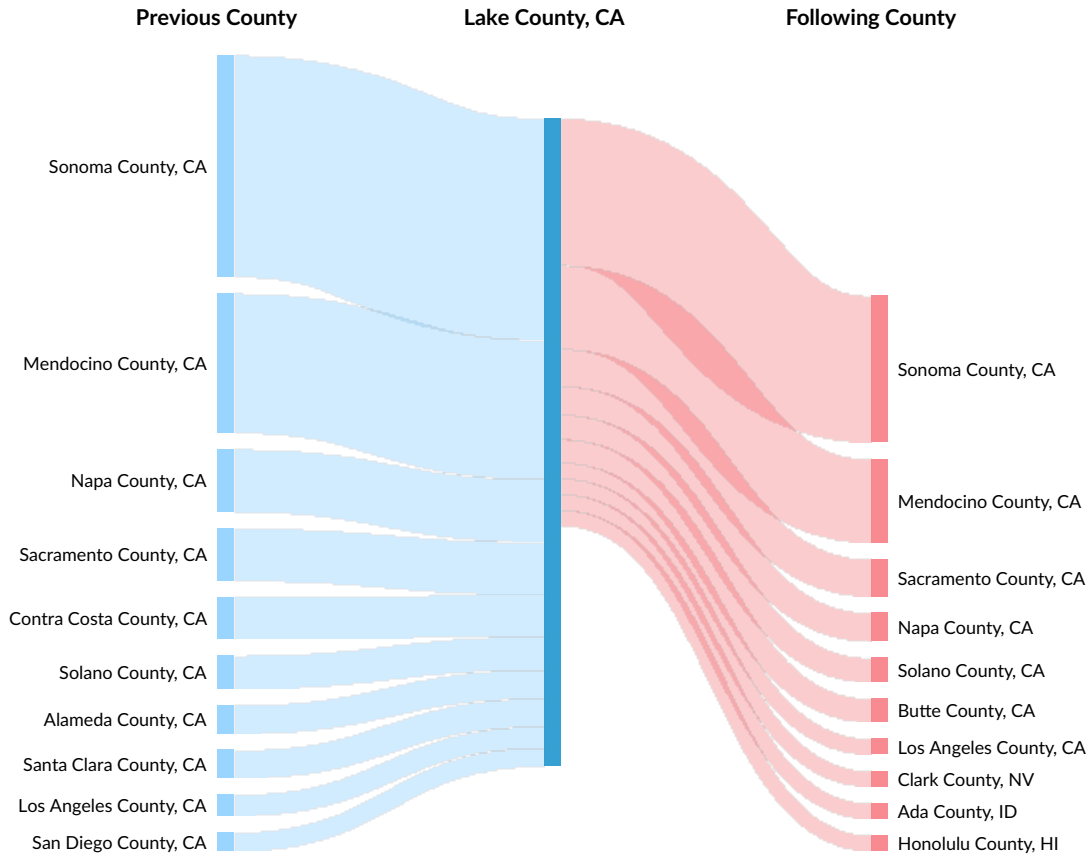 Previous County
Lake County, CA
Following County
Sonoma County, CA
Mendocino County, CA
Napa County, CA
Sacramento County, CA
Contra Costa County, CA
Solano County, CA
Alameda County, CA
Santa Clara County, CA
Los Angeles County, CA
San Diego County, CA
Sonoma County, CA
Mendocino County, CA
Sacramento County, CA
Napa County, CA
Solano County, CA
Butte County, CA
Los Angeles County, CA
Clark County, NV
Ada County, ID
Honolulu County, HI